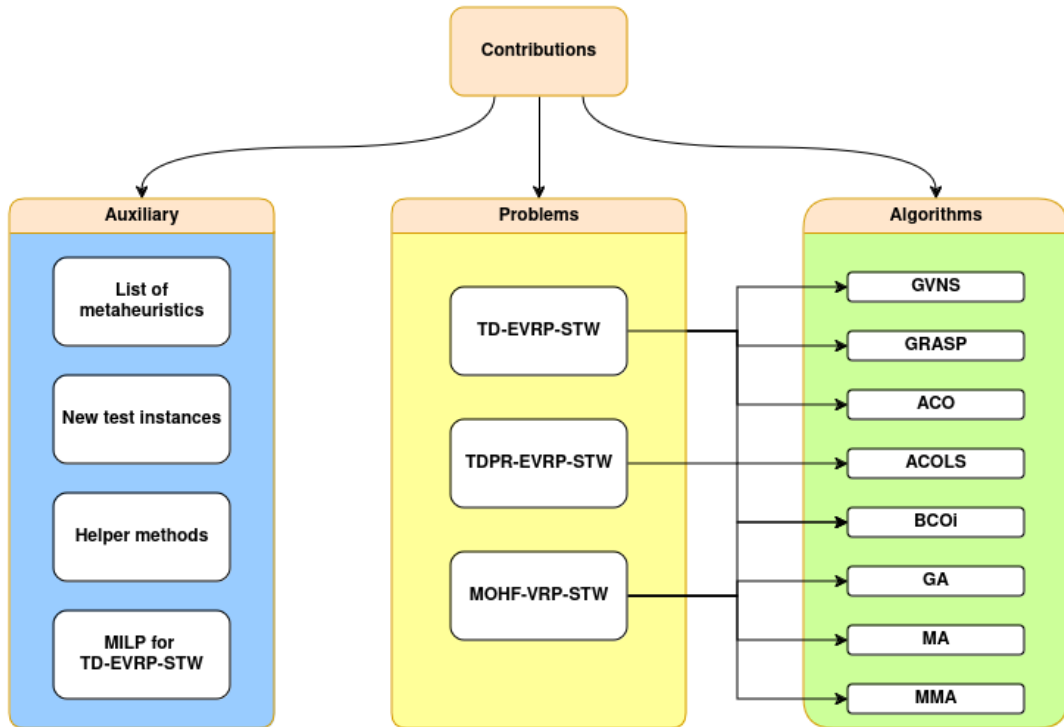 Contributions
Auxiliary
List of
metaheuristics
New test instances
Helper methods
MILP for
TD-EVRP-STW
Problems
TD-EVRP-STW
TDPR-EVRP-STW
MOHF-VRP-STW
Algorithms
GVNS
GRASP
ACO
ACOLS
BCOi
GA
MA
MMA